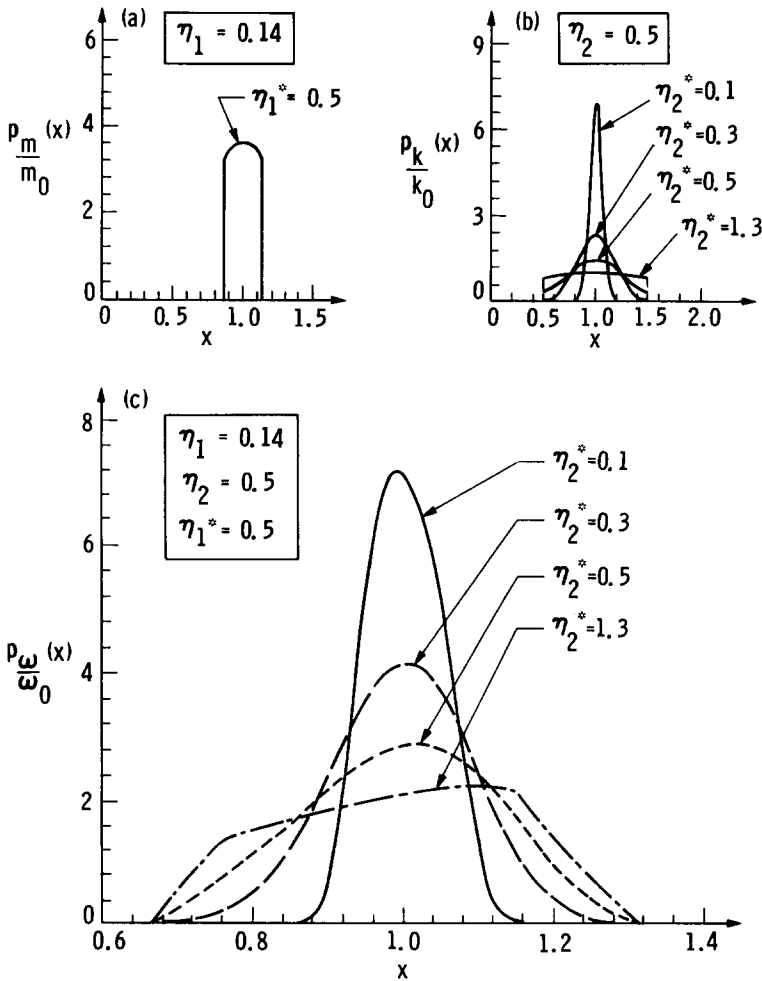 (a)
η₁ = 0.14
η₁*= 0.5
p_m/m₀ (x)
6
4
2
0
0 0.5 1.0 1.5
x
(b)
η₂ = 0.5
η₂*=0.1
η₂*=0.3
η₂*=0.5
η₂*=1.3
p_k/k₀ (x)
9
6
3
0
0 0.5 1.0 1.5 2.0
x
(c)
η₁ = 0.14
η₂ = 0.5
η₁*= 0.5
η₂*=0.1
η₂*=0.3
η₂*=0.5
η₂*=1.3
p_ω/ω₀ (x)
8
6
4
2
0
0.6 0.8 1.0 1.2 1.4
x